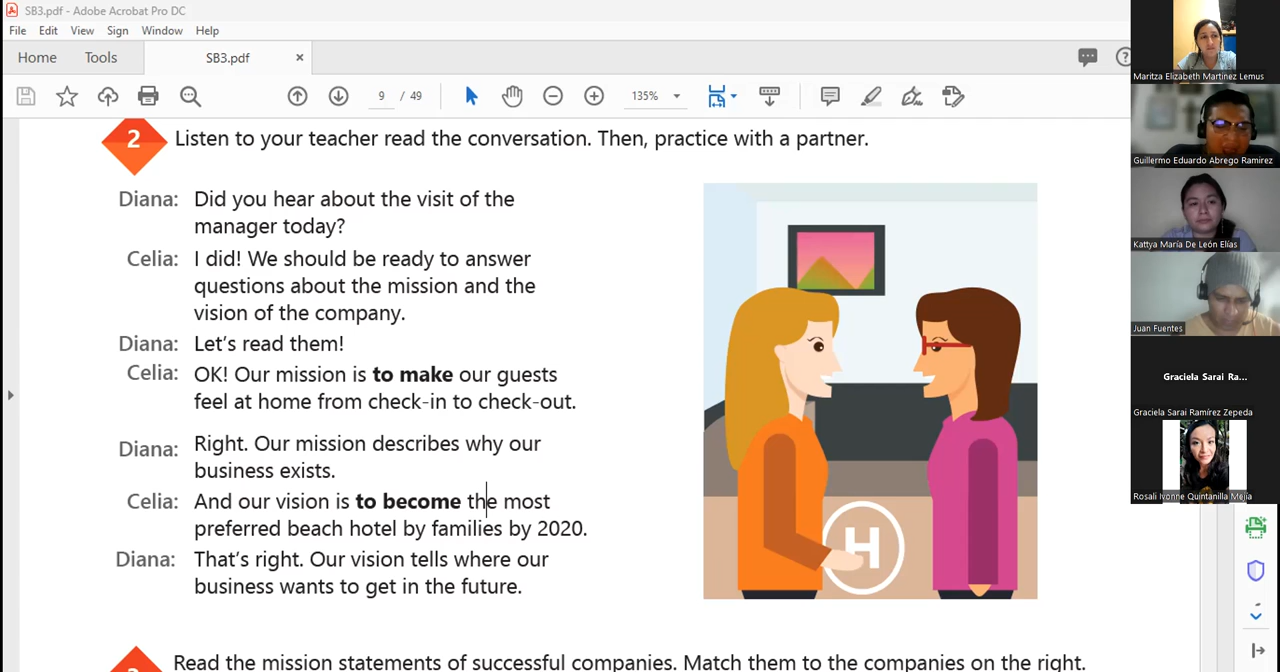 SB3.pdf - Adobe Acrobat Pro DC
File Edit View Sign Window Help
Home Tools SB3.pdf ×
9 / 49 135%
2 Listen to your teacher read the conversation. Then, practice with a partner.
Diana: Did you hear about the visit of the
manager today?
Celia: I did! We should be ready to answer
questions about the mission and the
vision of the company.
Diana: Let's read them!
Celia: OK! Our mission is to make our guests
feel at home from check-in to check-out.
Diana: Right. Our mission describes why our
business exists.
Celia: And our vision is to become the most
preferred beach hotel by families by 2020.
Diana: That's right. Our vision tells where our
business wants to get in the future.
H
Read the mission statements of successful companies. Match them to the companies on the right.
Maritza Elizabeth Martinez Lemus
Guillermo Eduardo Abrego Ramirez
Kattya María De León Elías
Juan Fuentes
Graciela Sarai Ra...
Graciela Sarai Ramírez Zepeda
Rosali Ivonne Quintanilla Mejía